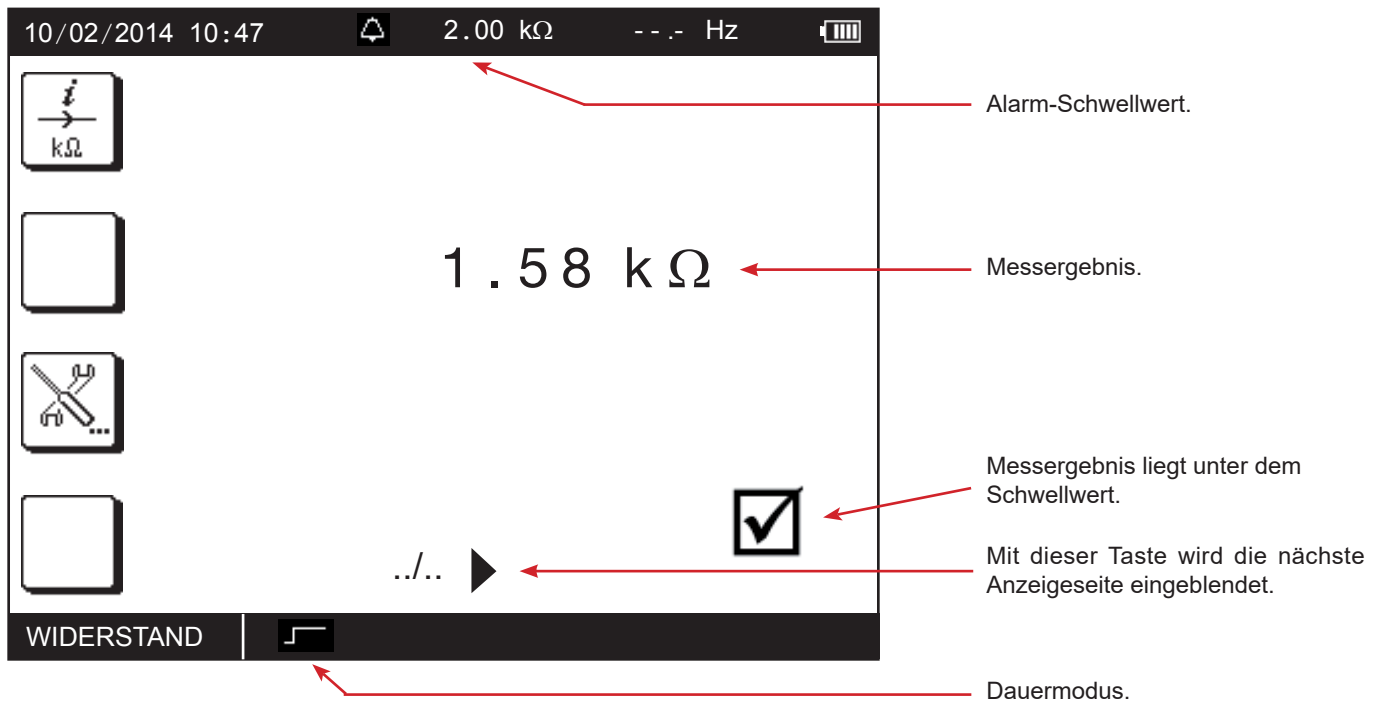 10/02/2014 10:47 2.00 kΩ - - .- Hz
Alarm-Schwellwert.
i
kΩ
1.58 kΩ
Messergebnis.
...
Messergebnis liegt unter dem
Schwellwert.
../..
Mit dieser Taste wird die nächste
Anzeigeseite eingeblendet.
WIDERSTAND
Dauermodus.